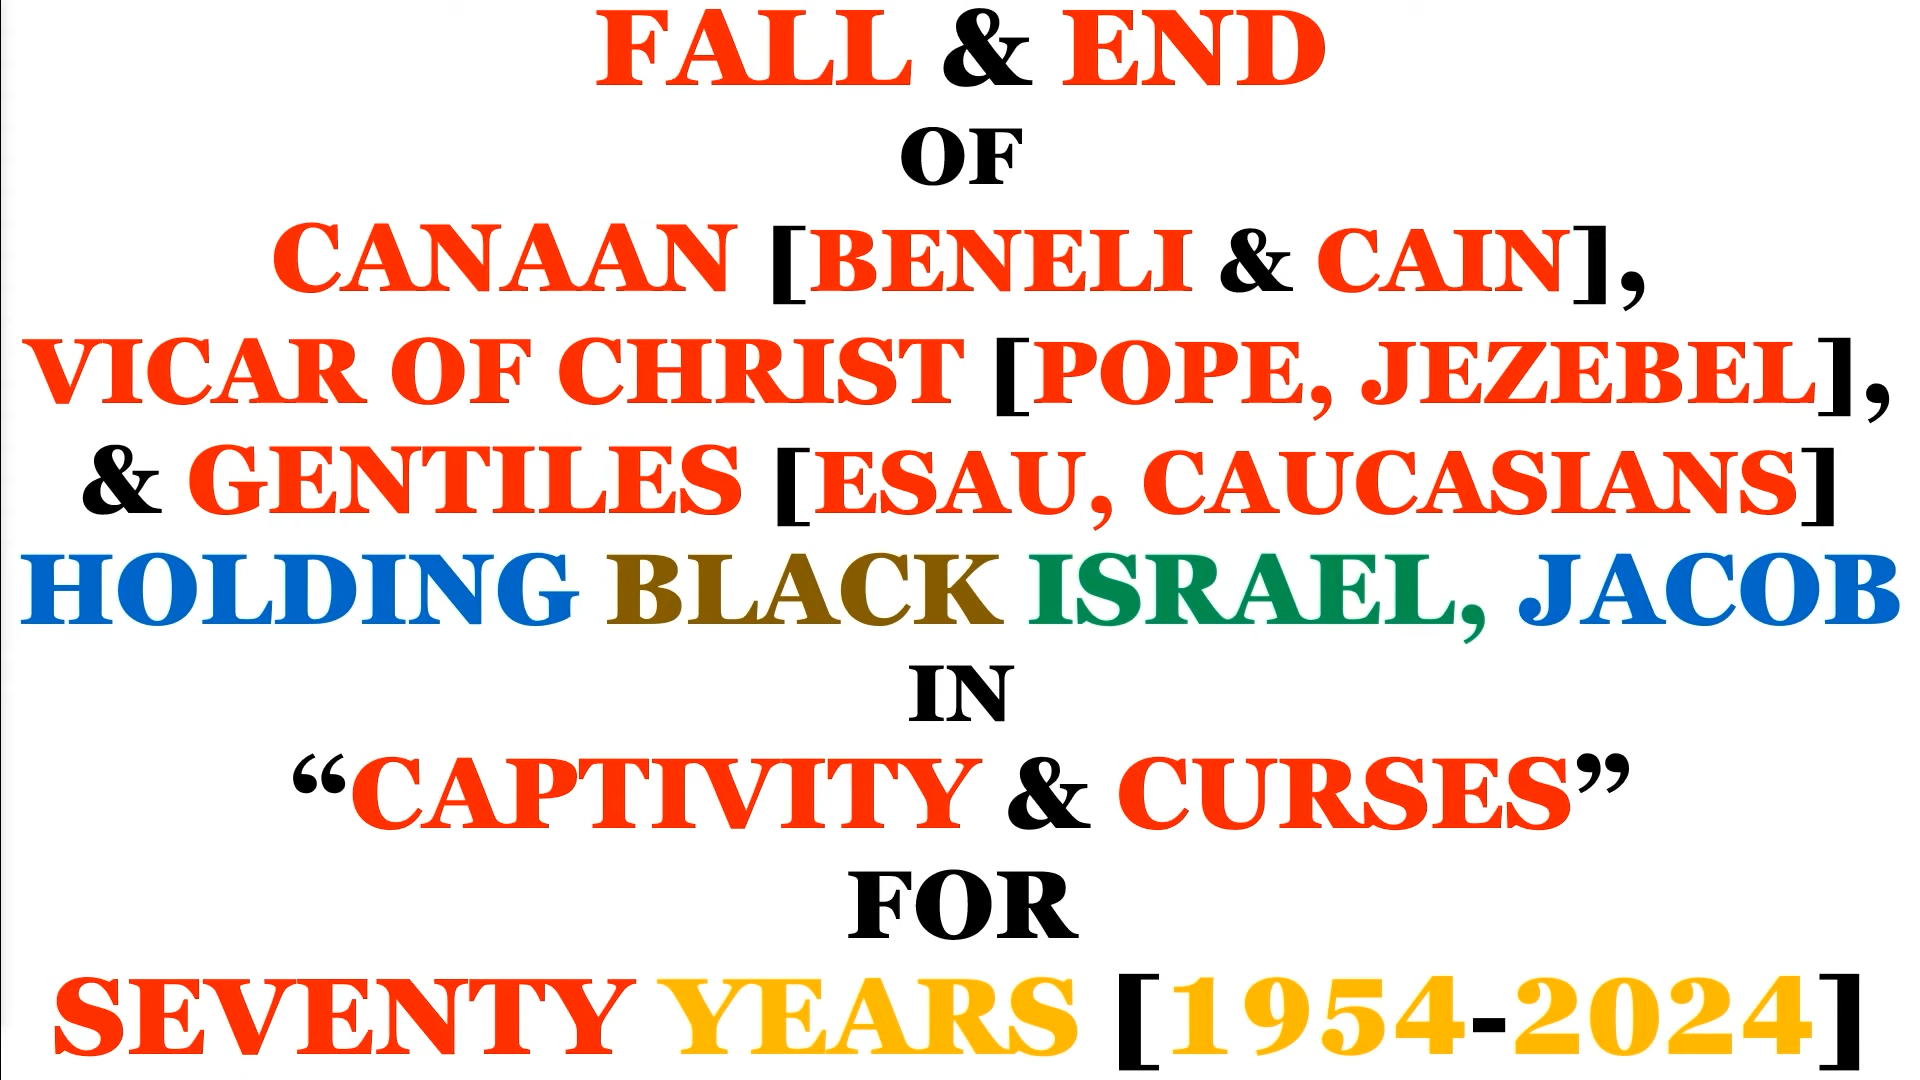 FALL & END
OF
CANAAN [BENELI & CAIN],
VICAR OF CHRIST [POPE, JEZEBEL],
& GENTILES [ESAU, CAUCASIANS]
HOLDING BLACK ISRAEL, JACOB
IN
“CAPTIVITY & CURSES”
FOR
SEVENTY YEARS [1954-2024]